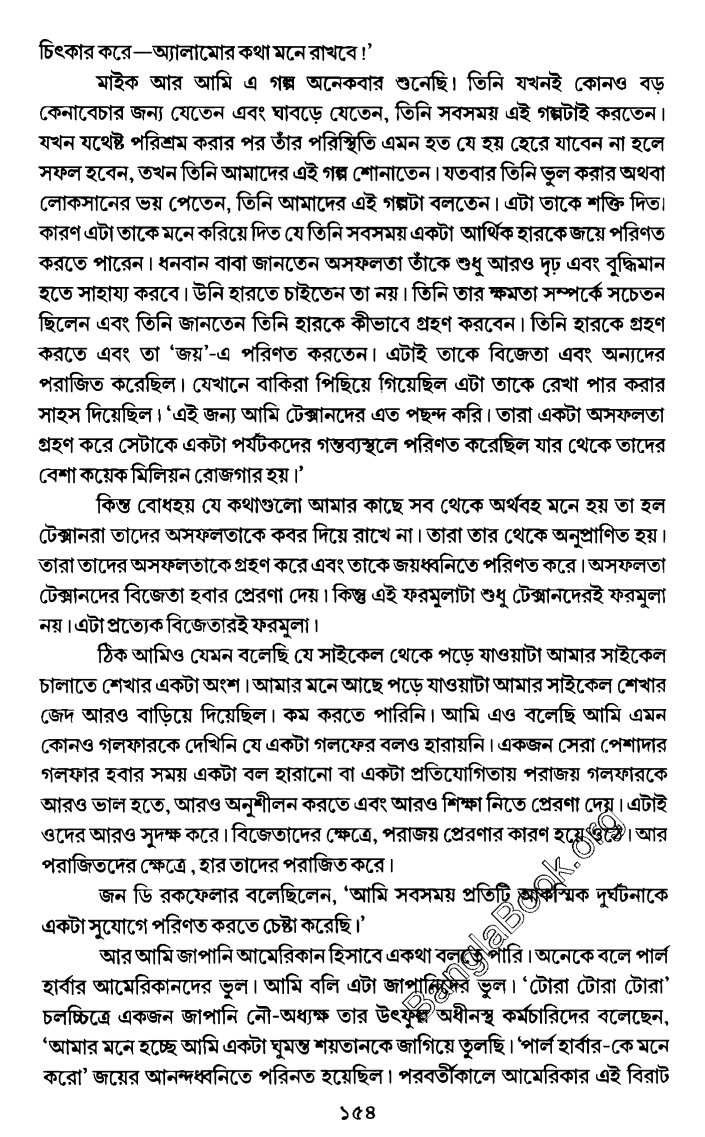 চিৎকার করে—অ্যালামোর কথা মনে রাখবে!’
মাইক আর আমি এ গল্প অনেকবার শুনেছি। তিনি যখনই কোনও বড়
কেনাবেচার জন্য যেতেন এবং ঘাবড়ে যেতেন, তিনি সবসময় এই গল্পটাই করতেন।
যখন যথেষ্ট পরিশ্রম করার পর তাঁর পরিস্থিতি এমন হত যে হয় হেরে যাবেন না হলে
সফল হবেন, তখন তিনি আমাদের এই গল্প শোনাতেন। যতবার তিনি ভুল করার অথবা
লোকসানের ভয় পেতেন, তিনি আমাদের এই গল্পটা বলতেন। এটা তাকে শক্তি দিত।
কারণ এটা তাকে মনে করিয়ে দিত যে তিনি সবসময় একটা আর্থিক হারকে জয়ে পরিণত
করতে পারেন। ধনবান বাবা জানতেন অসফলতা তাঁকে শুধু আরও দৃঢ় এবং বুদ্ধিমান
হতে সাহায্য করবে। উনি হারতে চাইতেন তা নয়। তিনি তার ক্ষমতা সম্পর্কে সচেতন
ছিলেন এবং তিনি জানতেন তিনি হারকে কীভাবে গ্রহণ করবেন। তিনি হারকে গ্রহণ
করতে এবং তা ‘জয়’-এ পরিণত করতেন। এটাই তাকে বিজেতা এবং অন্যদের
পরাজিত করেছিল। যেখানে বাকিরা পিছিয়ে গিয়েছিল এটা তাকে রেখা পার করার
সাহস দিয়েছিল। ‘এই জন্য আমি টেক্সানদের এত পছন্দ করি। তারা একটা অসফলতা
গ্রহণ করে সেটাকে একটা পর্যটকদের গন্তব্যস্থলে পরিণত করেছিল যার থেকে তাদের
বেশা কয়েক মিলিয়ন রোজগার হয়।’
কিন্ত বোধহয় যে কথাগুলো আমার কাছে সব থেকে অর্থবহ মনে হয় তা হল
টেক্সানরা তাদের অসফলতাকে কবর দিয়ে রাখে না। তারা তার থেকে অনুপ্রাণিত হয়।
তারা তাদের অসফলতাকে গ্রহণ করে এবং তাকে জয়ধ্বনিতে পরিণত করে। অসফলতা
টেক্সানদের বিজেতা হবার প্রেরণা দেয়। কিন্তু এই ফরমুলাটা শুধু টেক্সানদেরই ফরমুলা
নয়। এটা প্রত্যেক বিজেতারই ফরমুলা।
ঠিক আমিও যেমন বলেছি যে সাইকেল থেকে পড়ে যাওয়াটা আমার সাইকেল
চালাতে শেখার একটা অংশ। আমার মনে আছে পড়ে যাওয়াটা আমার সাইকেল শেখার
জেদ আরও বাড়িয়ে দিয়েছিল। কম করতে পারিনি। আমি এও বলেছি আমি এমন
কোনও গলফারকে দেখিনি যে একটা গলফের বলও হারায়নি। একজন সেরা পেশাদার
গলফার হবার সময় একটা বল হারানো বা একটা প্রতিযোগিতায় পরাজয় গলফারকে
আরও ভাল হতে, আরও অনুশীলন করতে এবং আরও শিক্ষা নিতে প্রেরণা দেয়। এটাই
ওদের আরও সুদক্ষ করে। বিজেতাদের ক্ষেত্রে, পরাজয় প্রেরণার কারণ হয়ে ওঠে। আর
পরাজিতদের ক্ষেত্রে, হার তাদের পরাজিত করে।
জন ডি রকফেলার বলেছিলেন, ‘আমি সবসময় প্রতিটি আকস্মিক দুর্ঘটনাকে
একটা সুযোগে পরিণত করতে চেষ্টা করেছি।’
আর আমি জাপানি আমেরিকান হিসাবে একথা বলতে পারি। অনেকে বলে পার্ল
হার্বার আমেরিকানদের ভুল। আমি বলি এটা জাপানিদের ভুল। ‘টোরা টোরা টোরা’
চলচ্চিত্রে একজন জাপানি নৌ-অধ্যক্ষ তার উৎফুল্ল অধীনস্থ কর্মচারিদের বলেছেন,
‘আমার মনে হচ্ছে আমি একটা ঘুমন্ত শয়তানকে জাগিয়ে তুলছি। ‘পার্ল হার্বার-কে মনে
করো’ জয়ের আনন্দধ্বনিতে পরিনত হয়েছিল। পরবর্তীকালে আমেরিকার এই বিরাট
১৫৪
BanglaBook.org